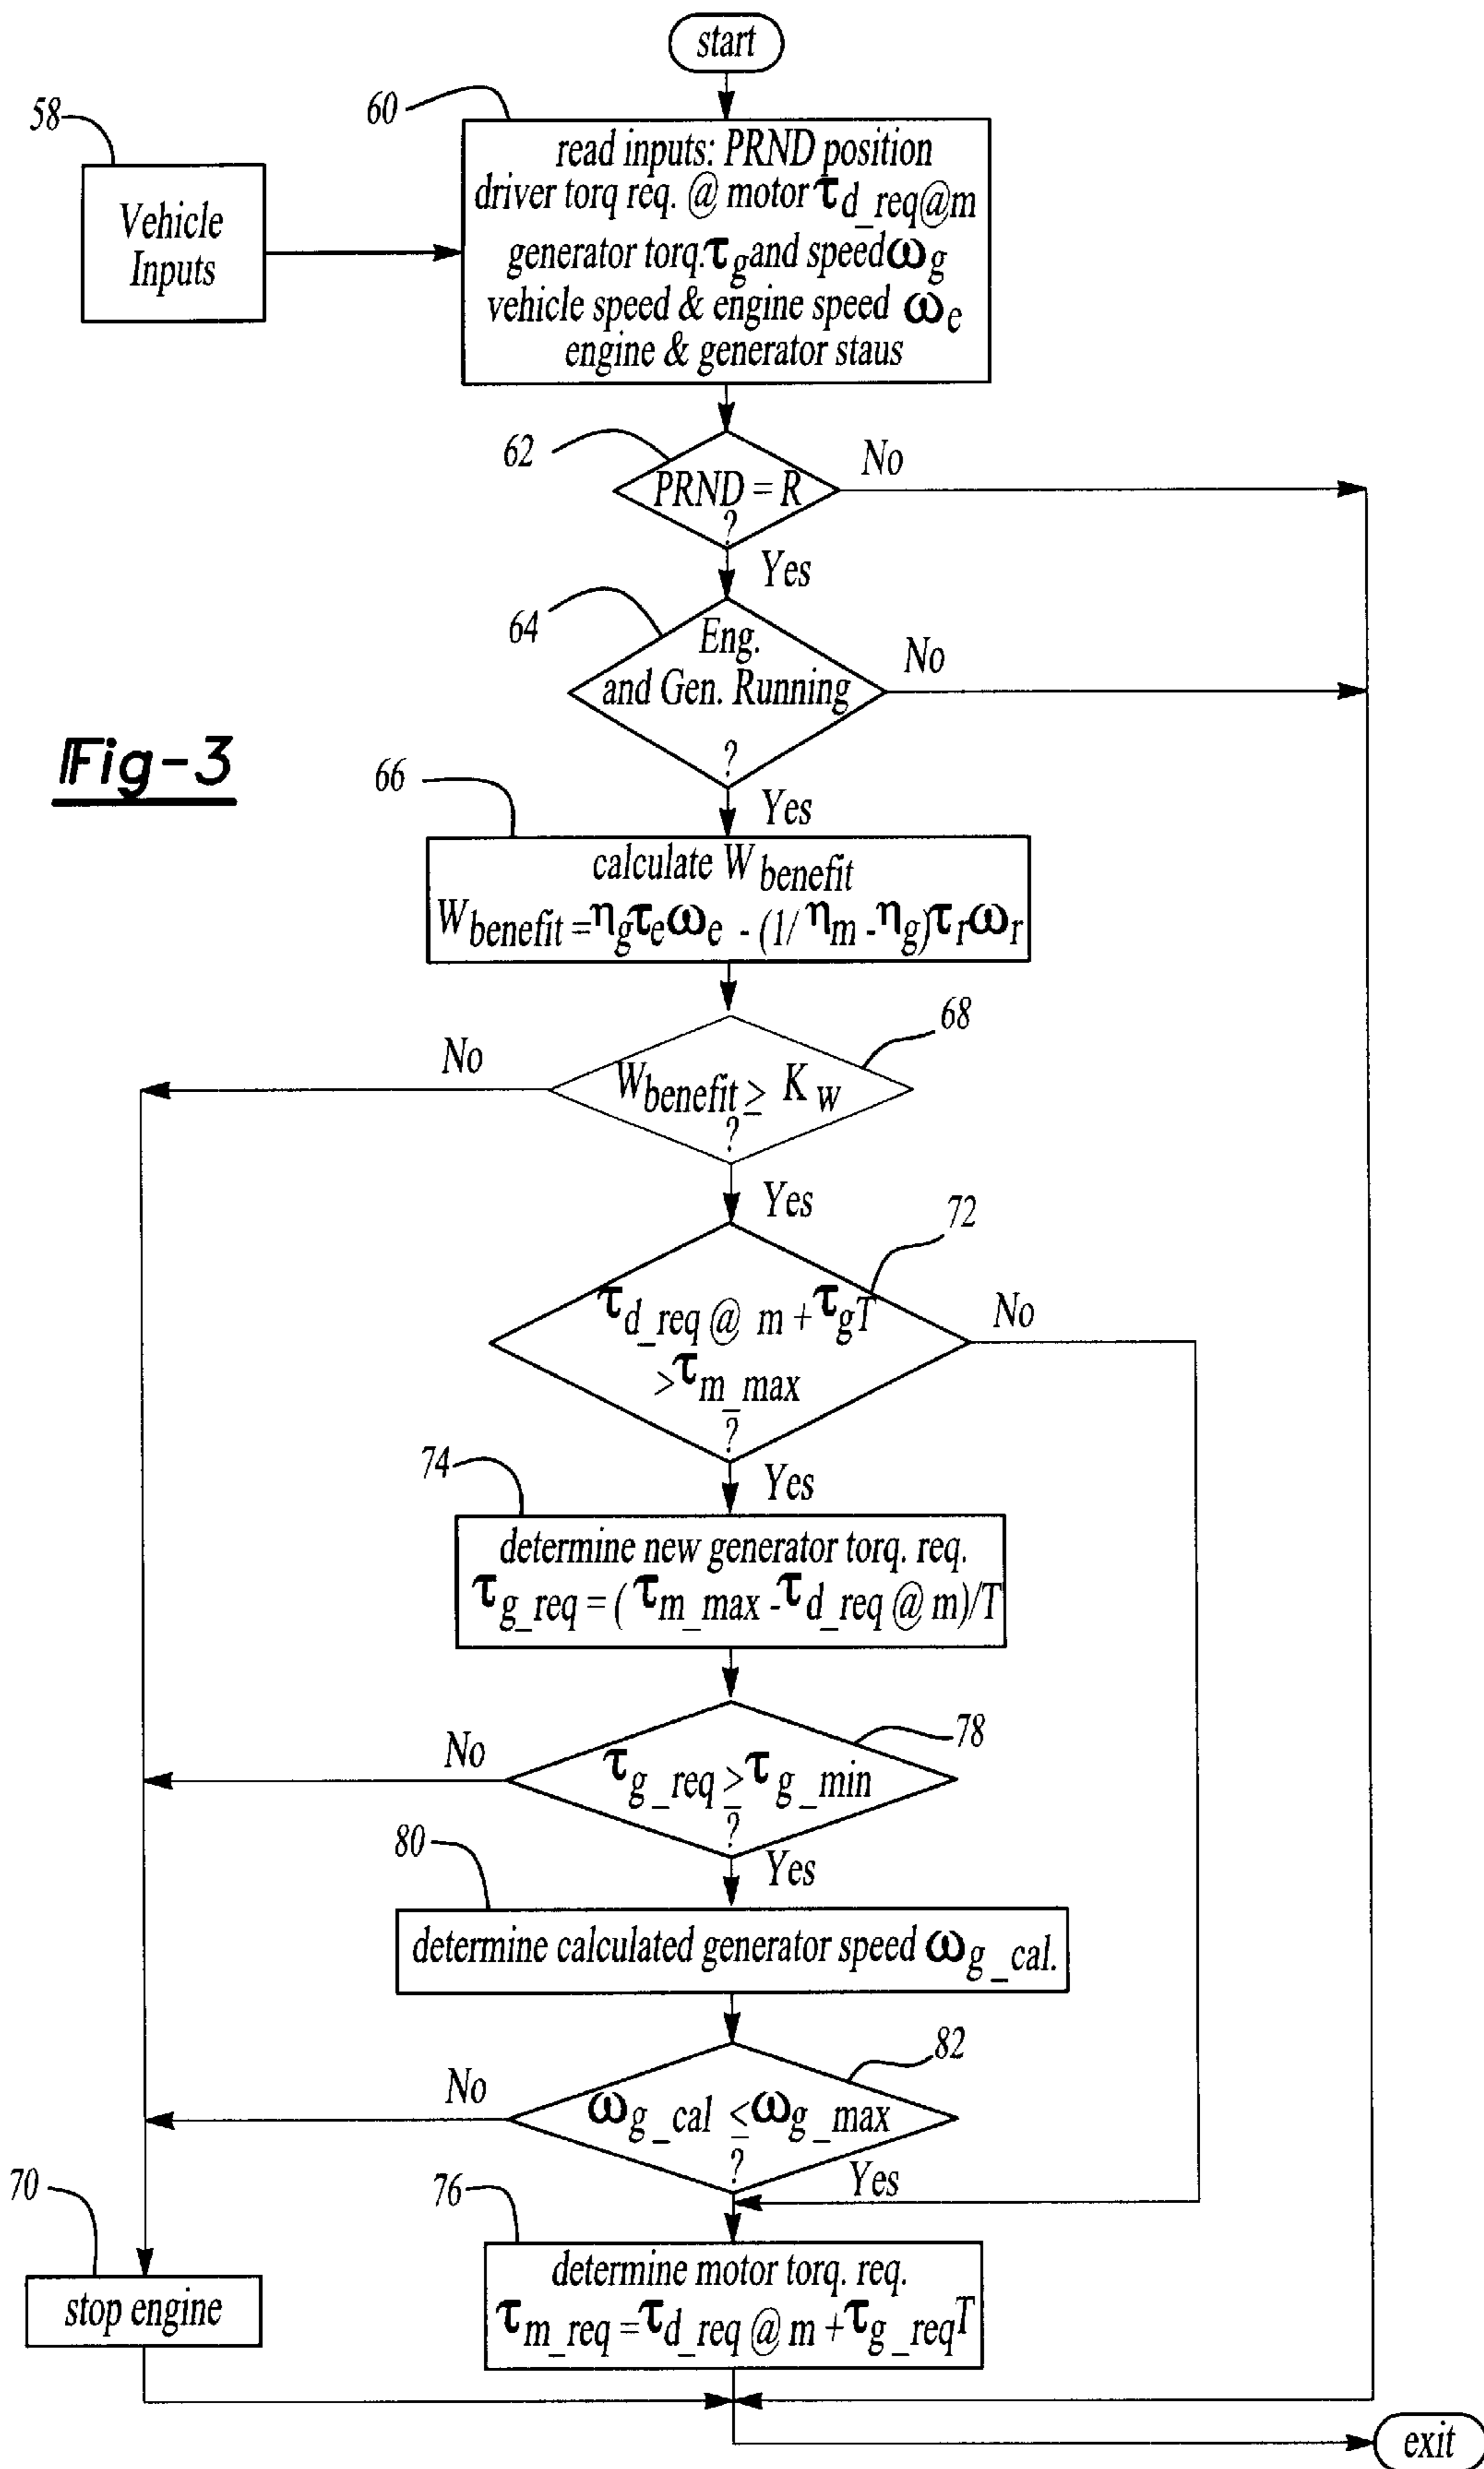 start
58
60
Vehicle
Inputs
read inputs: PRND position
driver torq req. @ motor τd_req@m
generator torq. τg and speed ωg
vehicle speed & engine speed ωe
engine & generator staus
62
PRND = R
?
No
Yes
64
Eng.
and Gen. Running
?
No
Yes
Fig-3
66
calculate W benefit
W benefit = ηg τe ωe - (1/ηm - ηg) τr ωr
68
W benefit ≥ K w
?
No
Yes
72
τd_req @ m + τgT
> τm_max
?
No
Yes
74
determine new generator torq. req.
τg_req = ( τm_max - τd_req @ m)/T
78
τg_req ≥ τg_min
?
No
Yes
80
determine calculated generator speed ωg_cal.
82
ωg_cal ≤ ωg_max
?
No
Yes
70
stop engine
76
determine motor torq. req.
τm_req = τd_req @ m + τg_reqT
exit